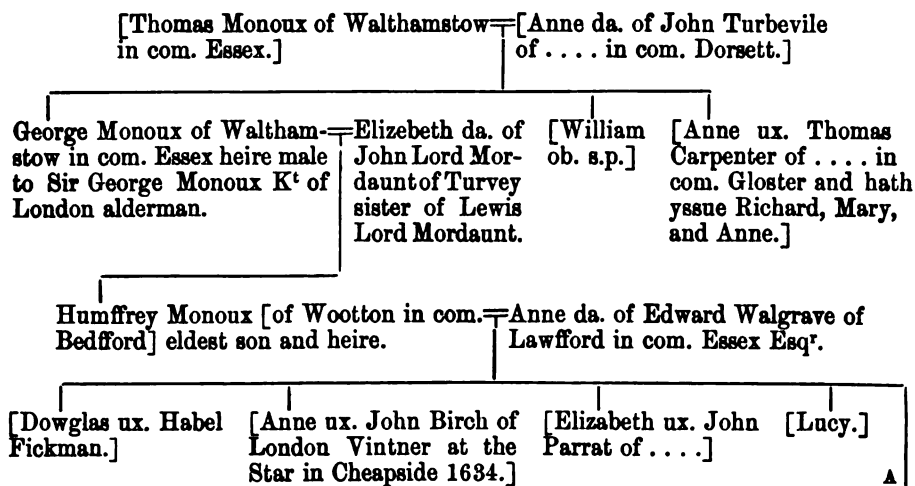 [Thomas Monoux of Walthamstow
in com. Essex.]
[Anne da. of John Turbevile
of . . . . in com. Dorsett.]
George Monoux of Waltham-
stow in com. Essex heire male
to Sir George Monoux Kᵗ of
London alderman.
Elizebeth da. of
John Lord Mor-
daunt of Turvey
sister of Lewis
Lord Mordaunt.
[William
ob. s.p.]
[Anne ux. Thomas
Carpenter of . . . . in
com. Gloster and hath
yssue Richard, Mary,
and Anne.]
Humffrey Monoux [of Wootton in com.
Bedfford] eldest son and heire.
Anne da. of Edward Walgrave of
Lawfford in com. Essex Esqʳ.
[Dowglas ux. Habel
Fickman.]
[Anne ux. John Birch of
London Vintner at the
Star in Cheapside 1634.]
[Elizabeth ux. John
Parrat of . . . .]
[Lucy.]
A